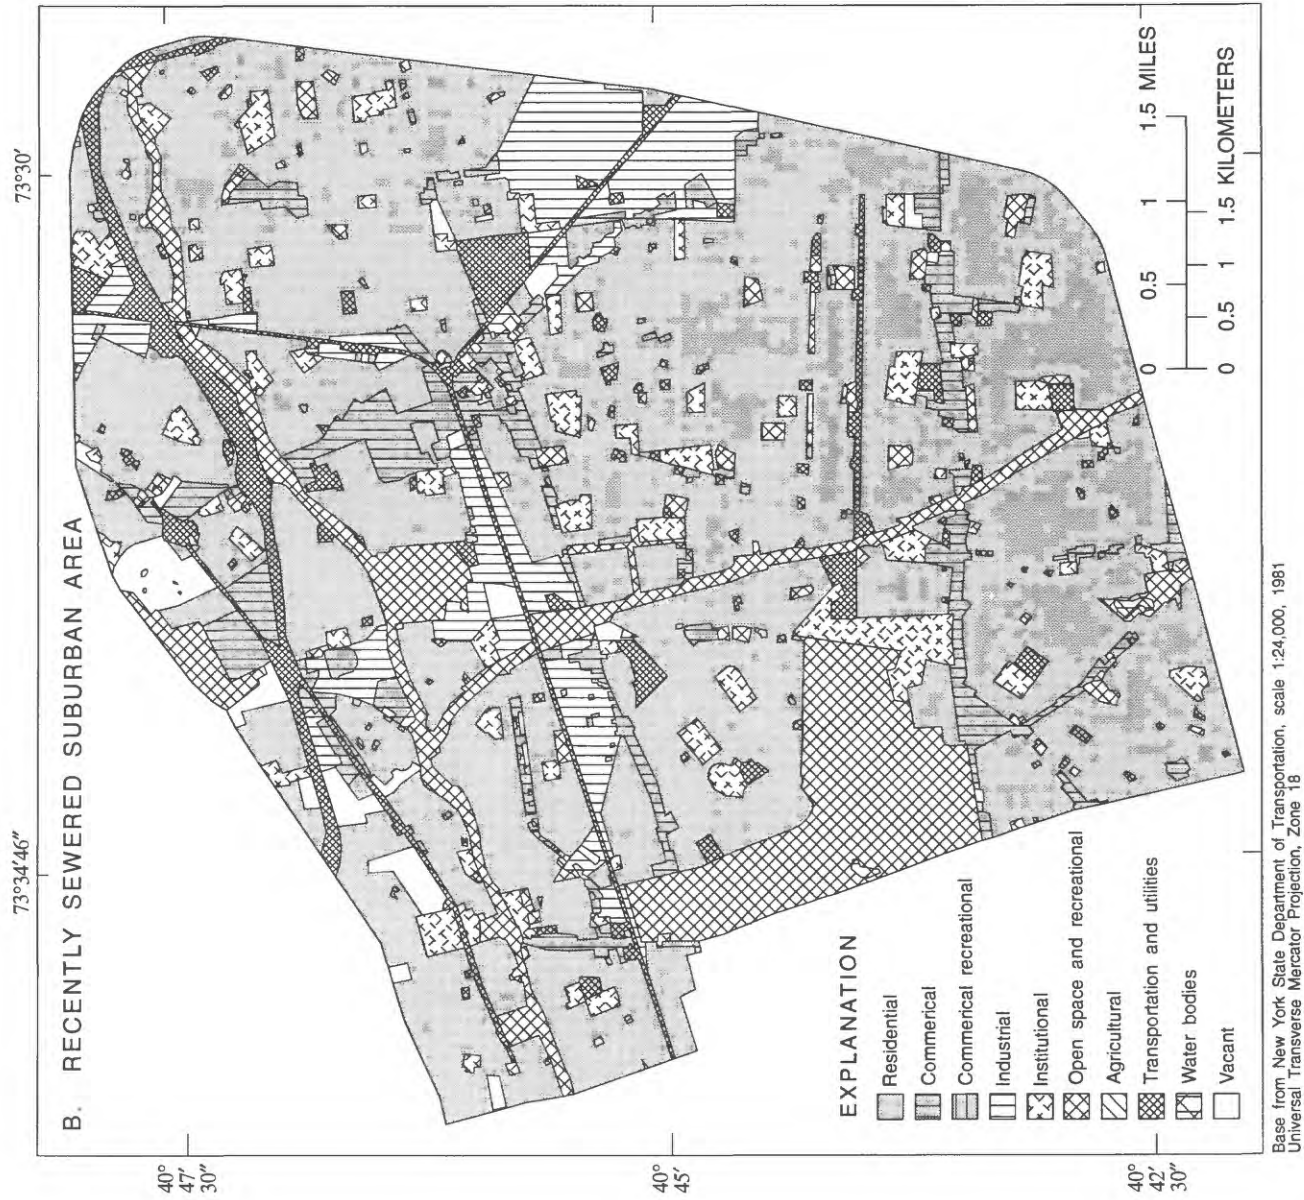 B. RECENTLY SEWERED SUBURBAN AREA
73°34′46″
73°30′
40°
47′
30″
40°45′
40°
42′
30″
EXPLANATION
Residential
Commerical
Commerical recreational
Industrial
Institutional
Open space and recreational
Agricultural
Transportation and utilities
Water bodies
Vacant
0 0.5 1 1.5 MILES
0 0.5 1 1.5 KILOMETERS
Base from New York State Department of Transportation, scale 1:24,000, 1981
Universal Transverse Mercator Projection, Zone 18